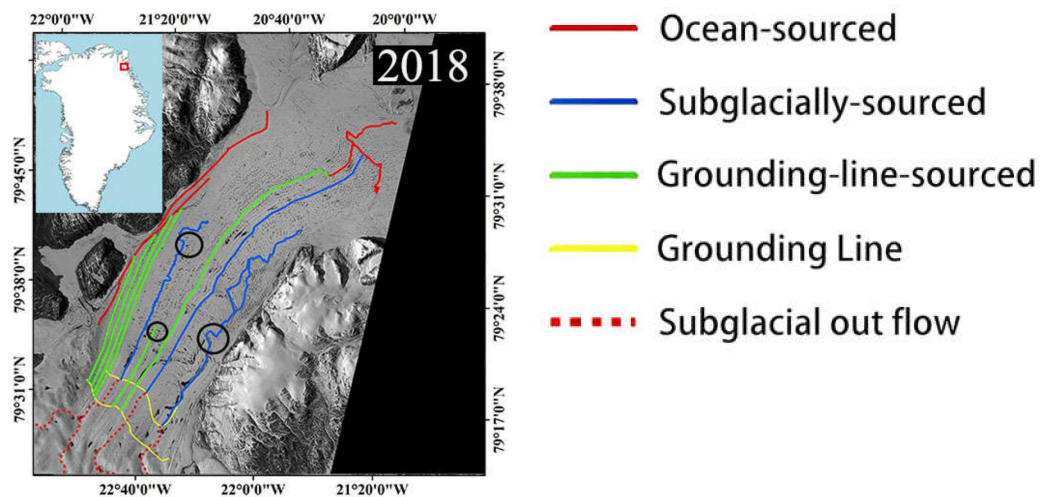 22°0'0"W 21°20'0"W 20°40'0"W 20°0'0"W
2018
79°45'0"N
79°38'0"N
79°31'0"N
79°38'0"N
79°31'0"N
79°24'0"N
79°17'0"N
22°40'0"W 22°0'0"W 21°20'0"W
Ocean-sourced
Subglacially-sourced
Grounding-line-sourced
Grounding Line
Subglacial out flow